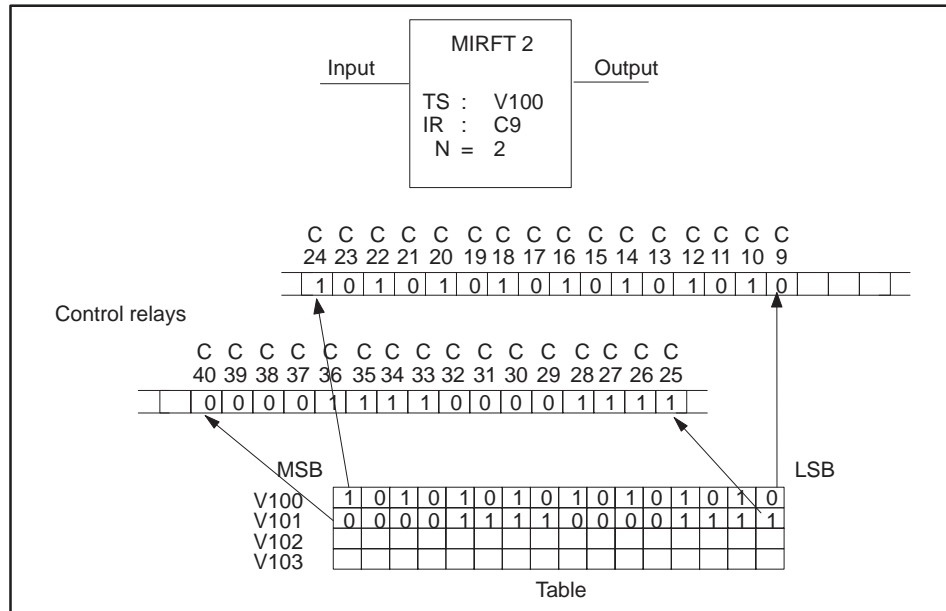 MIRFT 2
Input
Output
TS : V100
IR : C9
N = 2
C C C C C C C C C C C C C C C C
24 23 22 21 20 19 18 17 16 15 14 13 12 11 10 9
1 0 1 0 1 0 1 0 1 0 1 0 1 0 1 0
Control relays
C C C C C C C C C C C C C C C C
40 39 38 37 36 35 34 33 32 31 30 29 28 27 26 25
0 0 0 0 1 1 1 1 0 0 0 0 1 1 1 1
MSB
LSB
V100 1 0 1 0 1 0 1 0 1 0 1 0 1 0 1 0
V101 0 0 0 0 1 1 1 1 0 0 0 0 1 1 1 1
V102
V103
Table